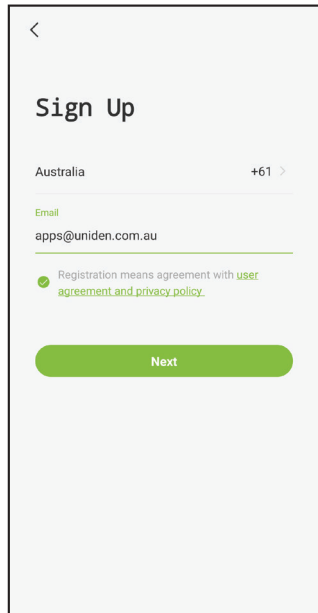 Sign Up
Australia +61
Email
apps@uniden.com.au
Registration means agreement with user
agreement and privacy policy
Next